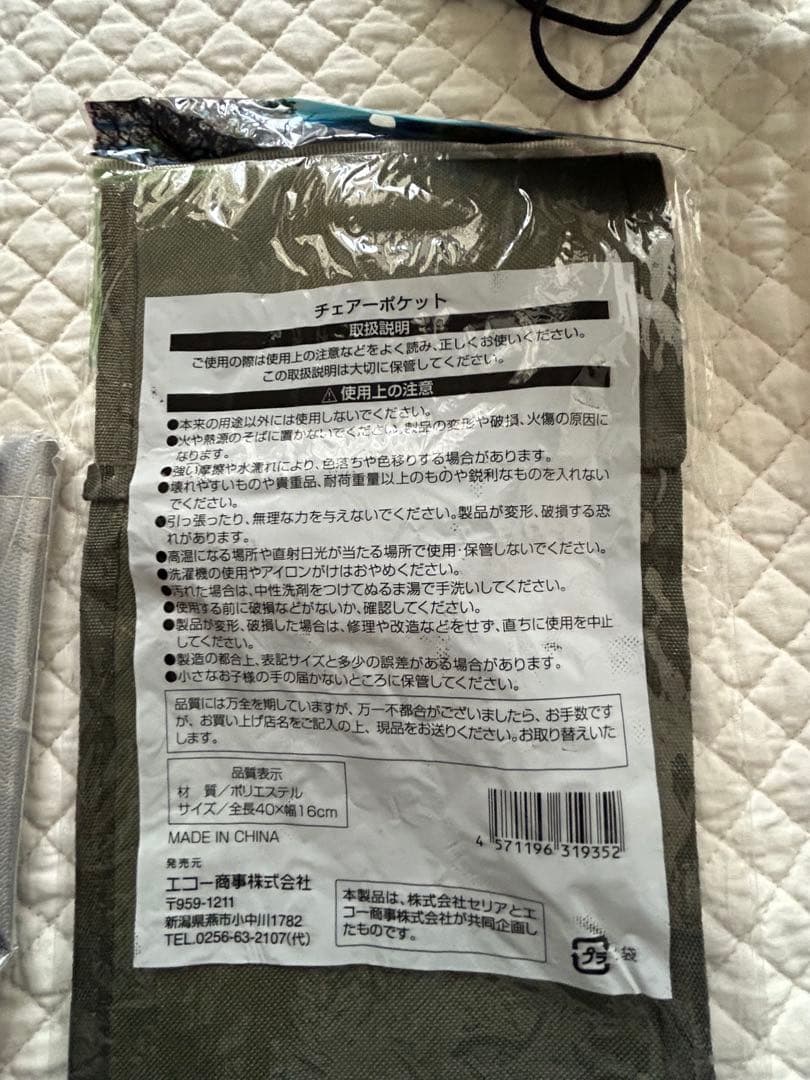 チェアーポケット
取扱説明
ご使用の際は使用上の注意などをよく読み、正しくお使いください。
この取扱説明は大切に保管してください。
⚠使用上の注意
●本来の用途以外には使用しないでください。
●火や熱源のそばに置かないでください。製品の変形や破損、火傷の原因に
なります。
●強い摩擦や水濡れにより、色落ちや色移りする場合があります。
●壊れやすいものや貴重品、耐荷重量以上のものや鋭利なものを入れない
でください。
●引っ張ったり、無理な力を与えないでください。製品が変形、破損する恐
れがあります。
●高温になる場所や直射日光が当たる場所で使用・保管しないでください。
●洗濯機の使用やアイロンがけはおやめください。
●汚れた場合は、中性洗剤をつけてぬるま湯で手洗いしてください。
●使用する前に破損などがないか、確認してください。
●製品が変形、破損した場合は、修理や改造などをせず、直ちに使用を中止
してください。
●製造の都合上、表記サイズと多少の誤差がある場合があります。
●小さなお子様の手の届かないところに保管してください。
品質には万全を期していますが、万一不都合がございましたら、お手数です
が、お買い上げ店名をご記入の上、現品をお送りください。お取り替えいた
します。
品質表示
材 質／ポリエステル
サイズ／全長40×幅16cm
MADE IN CHINA
4 571196 319352
発売元
エコー商事株式会社
〒959-1211
新潟県燕市小中川1782
TEL.0256-63-2107(代)
本製品は、株式会社セリアとエ
コー商事株式会社が共同企画し
たものです。
プラ 袋